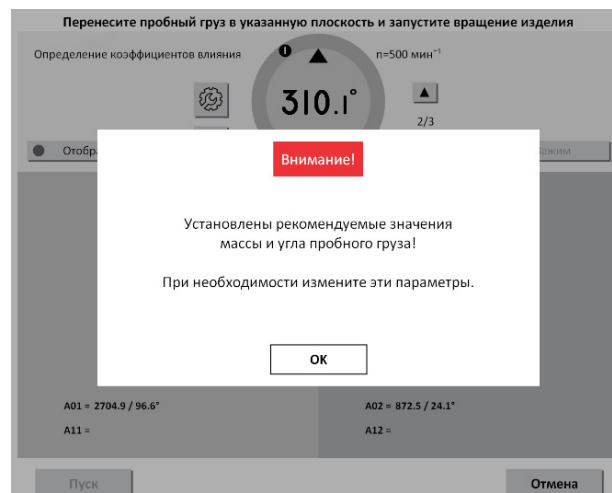 Перенесите пробный груз в указанную плоскость и запустите вращение изделия
Определение коэффициентов влияния
n=500 мин⁻¹
310.1°
2/3
Отобр
ажим
Внимание!
Установлены рекомендуемые значения
массы и угла пробного груза!
При необходимости измените эти параметры.
ОК
A01 = 2704.9 / 96.6°
A02 = 872.5 / 24.1°
A11 =
A12 =
Пуск
Отмена